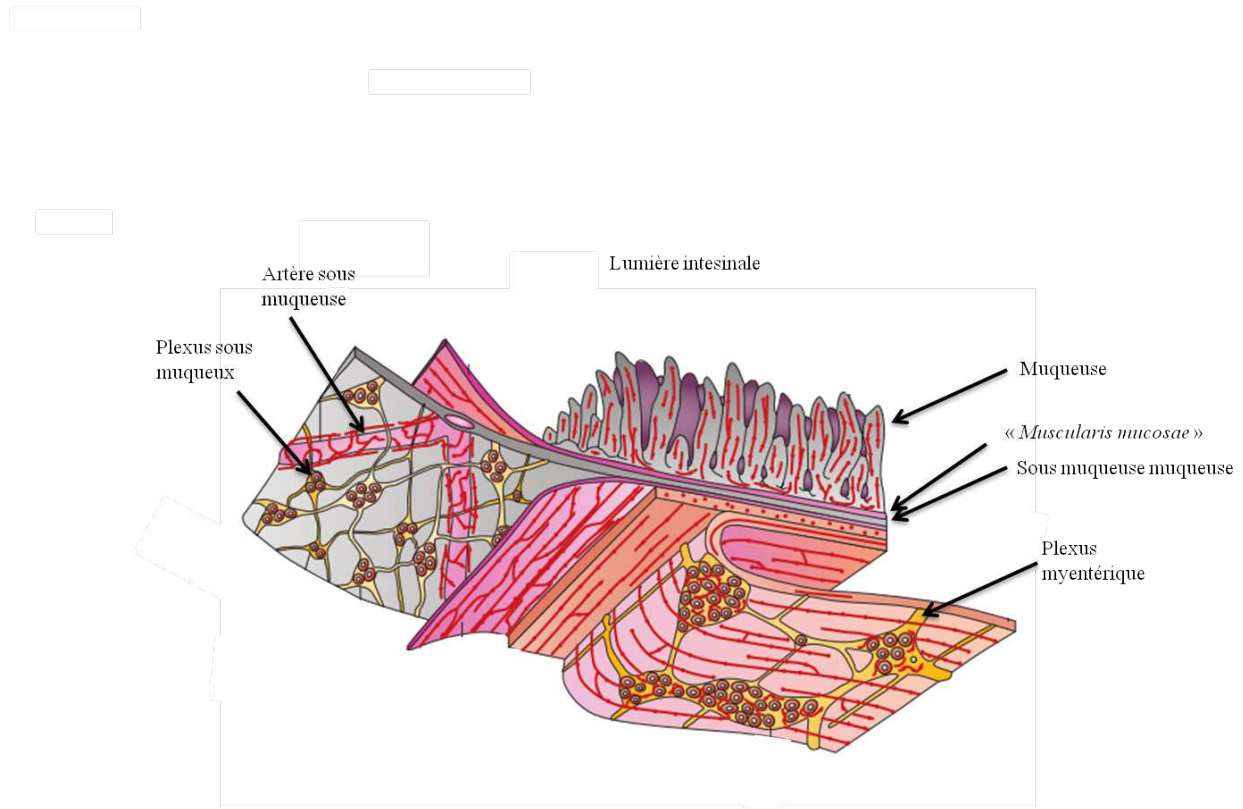 Lumière intesinale
Artère sous
muqueuse
Plexus sous
muqueux
Muqueuse
« Muscularis mucosae »
Sous muqueuse muqueuse
Plexus
myentérique